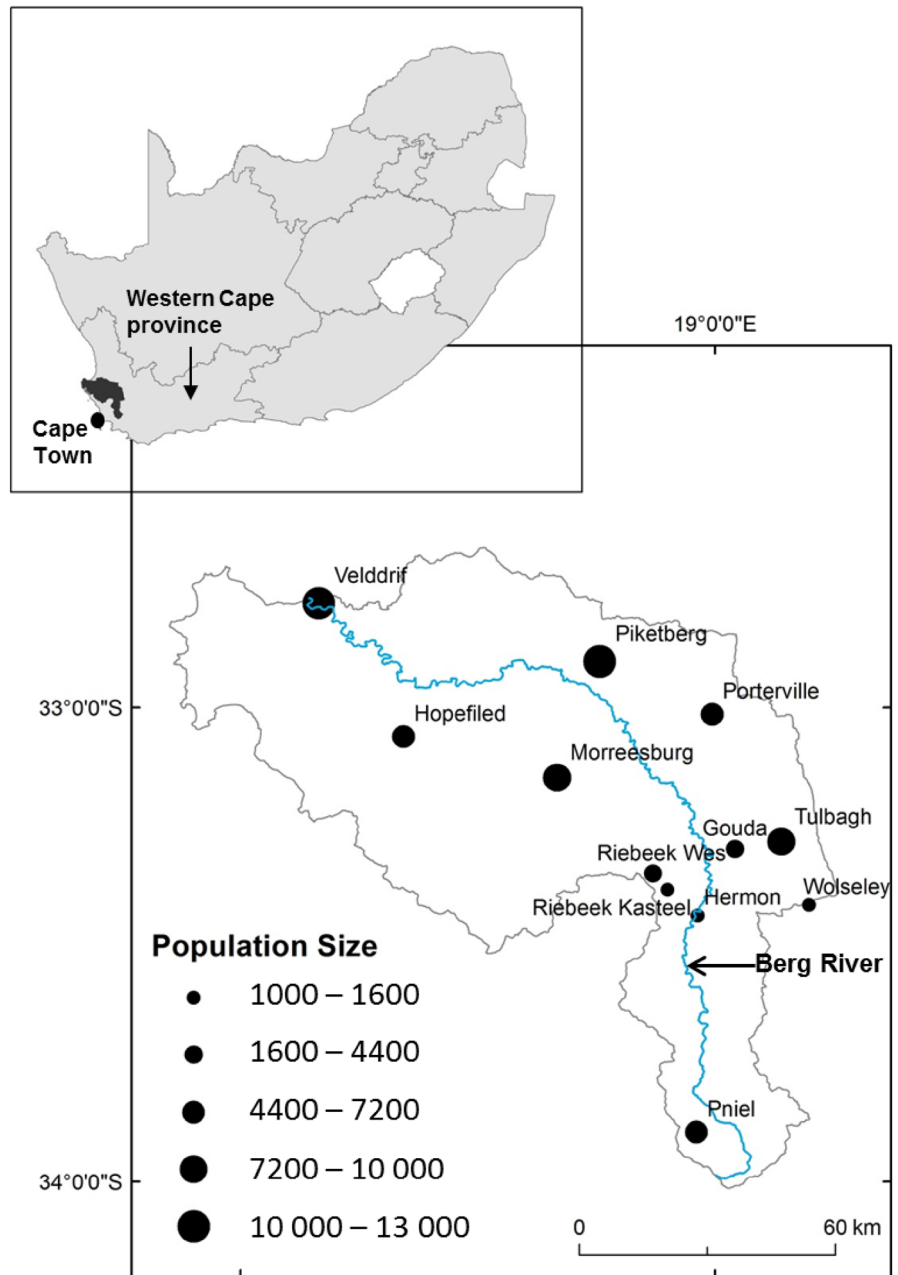 Western Cape
province
Cape
Town
19°0'0"E
Velddrif
Piketberg
Porterville
33°0'0"S
Hopefiled
Morreesburg
Tulbagh
Gouda
Riebeek Wes
Wolseley
Riebeek Kasteel
Hermon
Berg River
Population Size
1000 – 1600
1600 – 4400
4400 – 7200
7200 – 10 000
10 000 – 13 000
Pniel
34°0'0"S
0
60 km